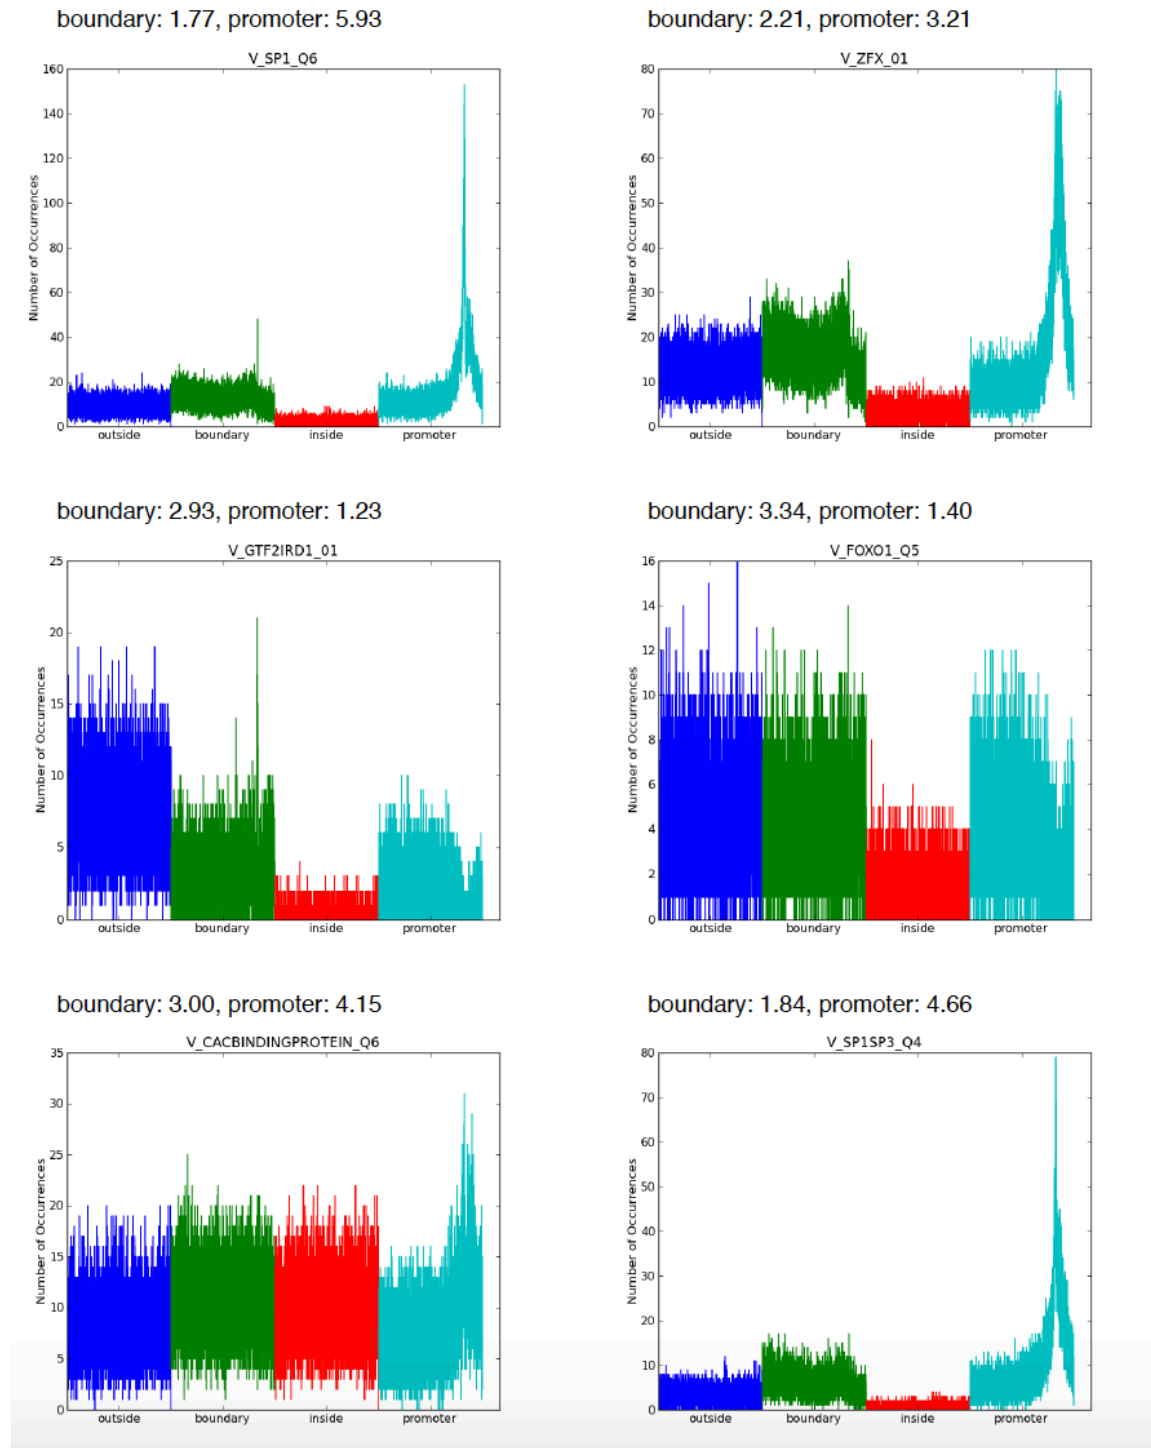 boundary: 1.77, promoter: 5.93
V_SP1_Q6
160
140
120
100
80
60
40
20
0
Number of Occurrences
outside boundary inside promoter
boundary: 2.21, promoter: 3.21
V_ZFX_01
80
70
60
50
40
30
20
10
0
Number of Occurrences
outside boundary inside promoter
boundary: 2.93, promoter: 1.23
V_GTF2IRD1_01
25
20
15
10
5
0
Number of Occurrences
outside boundary inside promoter
boundary: 3.34, promoter: 1.40
V_FOXO1_Q5
16
14
12
10
8
6
4
2
0
Number of Occurrences
outside boundary inside promoter
boundary: 3.00, promoter: 4.15
V_CACBINDINGPROTEIN_Q6
35
30
25
20
15
10
5
0
Number of Occurrences
outside boundary inside promoter
boundary: 1.84, promoter: 4.66
V_SP1SP3_Q4
80
70
60
50
40
30
20
10
0
Number of Occurrences
outside boundary inside promoter